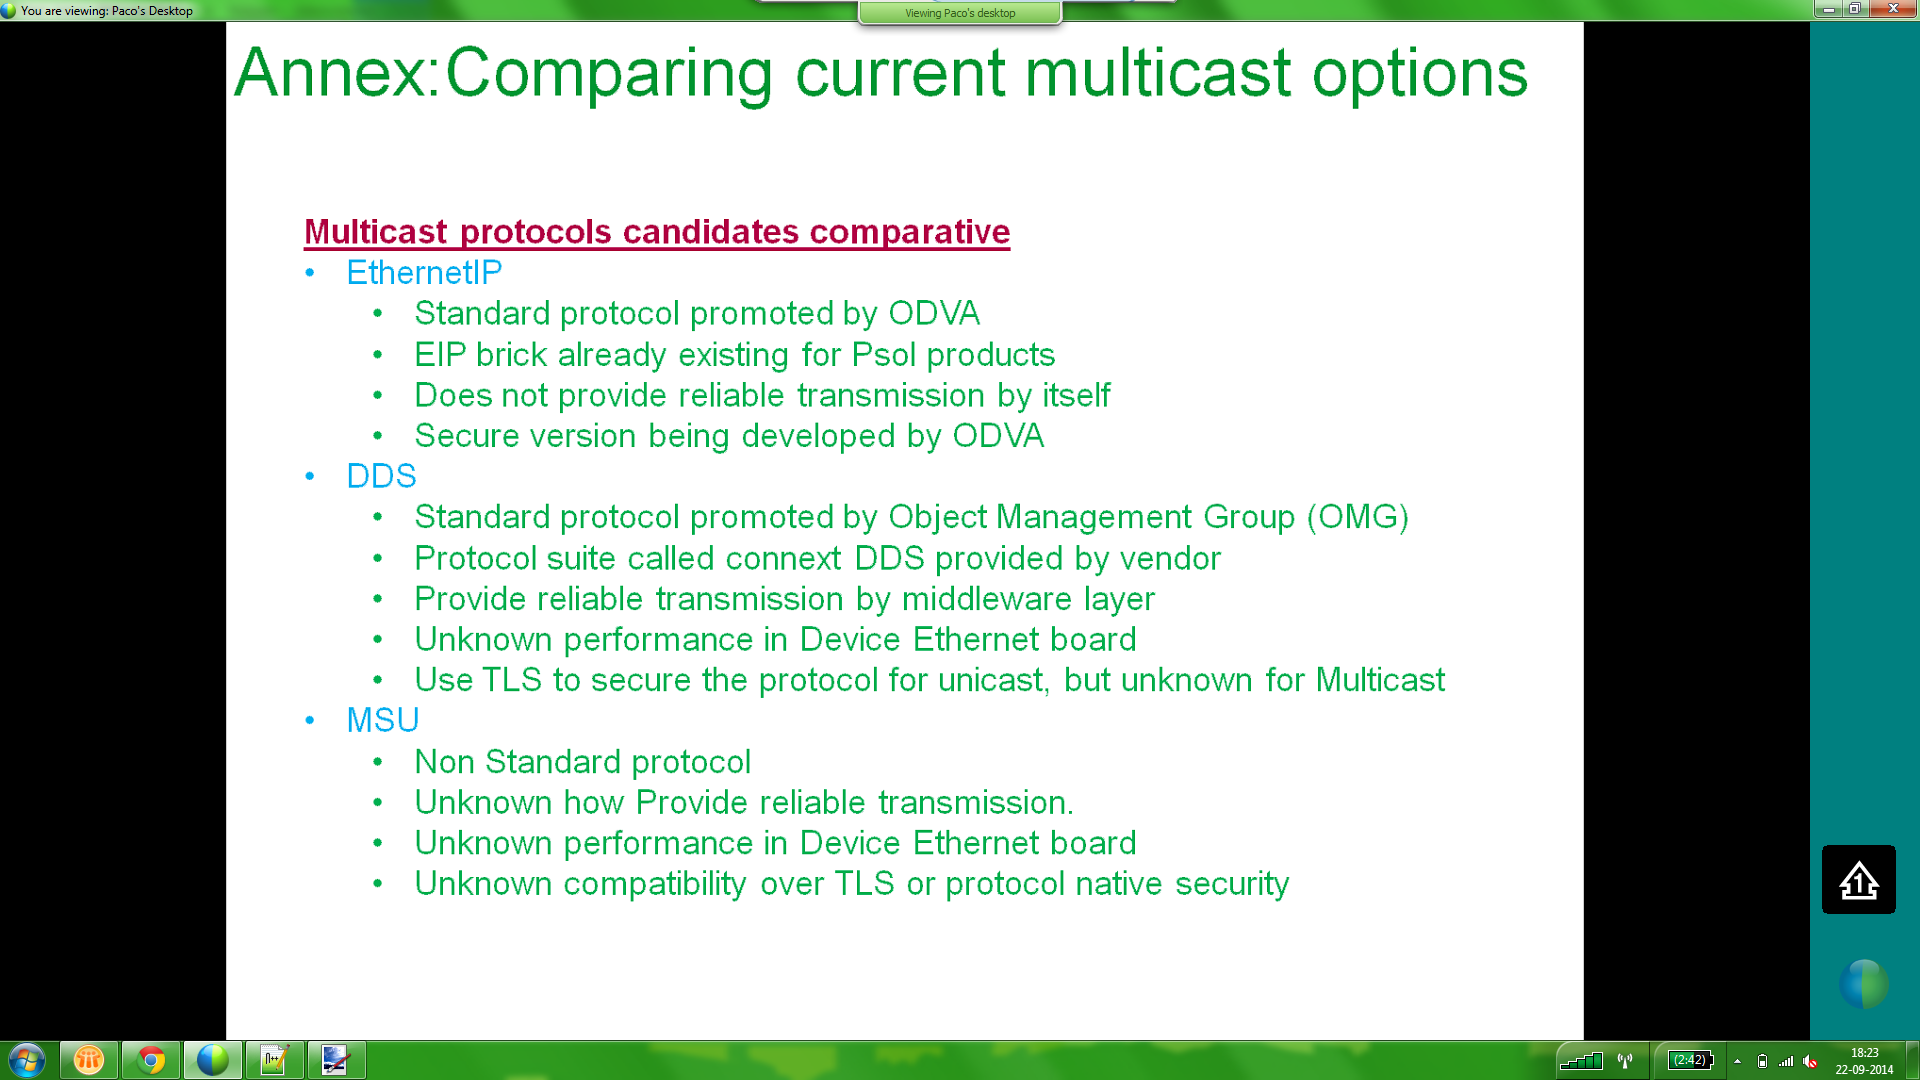 You are viewing: Paco's Desktop
Viewing Paco's desktop
Annex:Comparing current multicast options
Multicast protocols candidates comparative
• EthernetIP
• Standard protocol promoted by ODVA
• EIP brick already existing for Psol products
• Does not provide reliable transmission by itself
• Secure version being developed by ODVA
• DDS
• Standard protocol promoted by Object Management Group (OMG)
• Protocol suite called connext DDS provided by vendor
• Provide reliable transmission by middleware layer
• Unknown performance in Device Ethernet board
• Use TLS to secure the protocol for unicast, but unknown for Multicast
• MSU
• Non Standard protocol
• Unknown how Provide reliable transmission.
• Unknown performance in Device Ethernet board
• Unknown compatibility over TLS or protocol native security
1
n++
(2:42)
18:23
22-09-2014